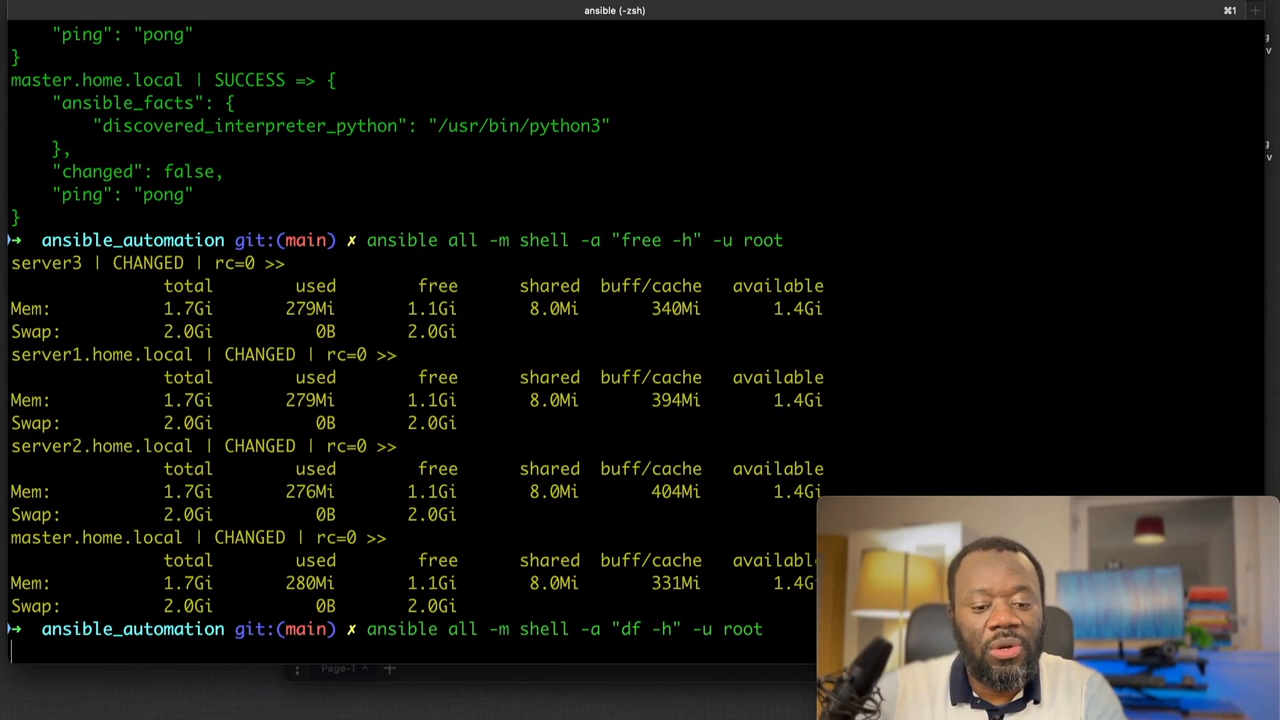 ansible (-zsh)
⌘1
"ping": "pong"
}
master.home.local | SUCCESS => {
"ansible_facts": {
"discovered_interpreter_python": "/usr/bin/python3"
},
"changed": false,
"ping": "pong"
}
→ ansible_automation git:(main) ✗ ansible all -m shell -a "free -h" -u root
server3 | CHANGED | rc=0 >>
total used free shared buff/cache available
Mem: 1.7Gi 279Mi 1.1Gi 8.0Mi 340Mi 1.4Gi
Swap: 2.0Gi 0B 2.0Gi
server1.home.local | CHANGED | rc=0 >>
total used free shared buff/cache available
Mem: 1.7Gi 279Mi 1.1Gi 8.0Mi 394Mi 1.4Gi
Swap: 2.0Gi 0B 2.0Gi
server2.home.local | CHANGED | rc=0 >>
total used free shared buff/cache available
Mem: 1.7Gi 276Mi 1.1Gi 8.0Mi 404Mi 1.4Gi
Swap: 2.0Gi 0B 2.0Gi
master.home.local | CHANGED | rc=0 >>
total used free shared buff/cache available
Mem: 1.7Gi 280Mi 1.1Gi 8.0Mi 331Mi 1.4G
Swap: 2.0Gi 0B 2.0Gi
→ ansible_automation git:(main) ✗ ansible all -m shell -a "df -h" -u root
Page-1